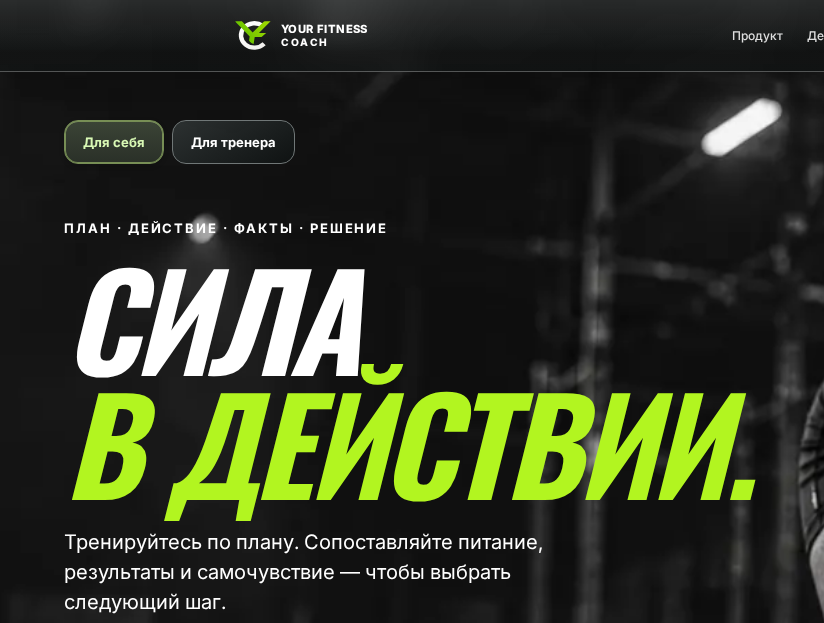 YOUR FITNESS
COACH
Продукт
Для себя
Для тренера
ПЛАН · ДЕЙСТВИЕ · ФАКТЫ · РЕШЕНИЕ
СИЛА
В ДЕЙСТВИИ.
Тренируйтесь по плану. Сопоставляйте питание,
результаты и самочувствие — чтобы выбрать
следующий шаг.